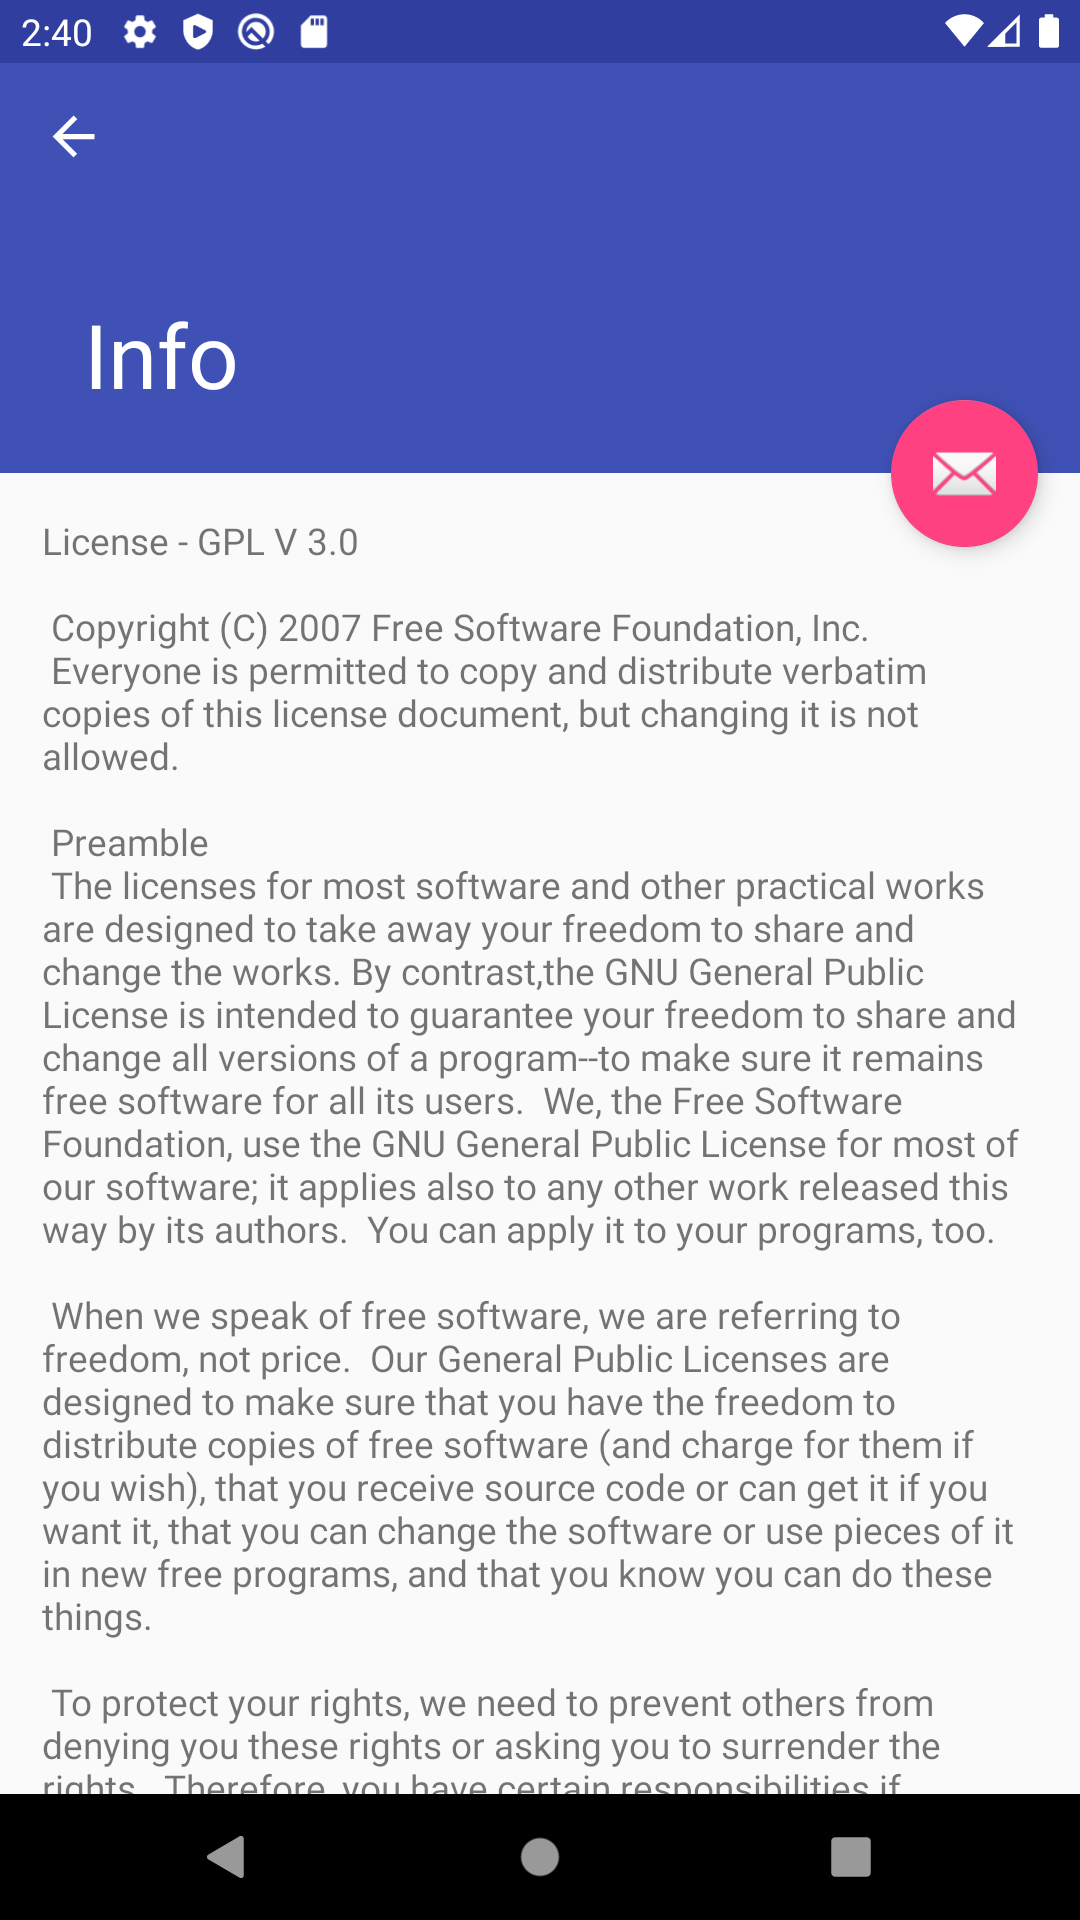 2:40
Info
License - GPL V 3.0
Copyright (C) 2007 Free Software Foundation, Inc.
Everyone is permitted to copy and distribute verbatim
copies of this license document, but changing it is not
allowed.
Preamble
The licenses for most software and other practical works
are designed to take away your freedom to share and
change the works. By contrast,the GNU General Public
License is intended to guarantee your freedom to share and
change all versions of a program--to make sure it remains
free software for all its users.  We, the Free Software
Foundation, use the GNU General Public License for most of
our software; it applies also to any other work released this
way by its authors.  You can apply it to your programs, too.
When we speak of free software, we are referring to
freedom, not price.  Our General Public Licenses are
designed to make sure that you have the freedom to
distribute copies of free software (and charge for them if
you wish), that you receive source code or can get it if you
want it, that you can change the software or use pieces of it
in new free programs, and that you know you can do these
things.
To protect your rights, we need to prevent others from
denying you these rights or asking you to surrender the
rights.  Therefore, you have certain responsibilities if